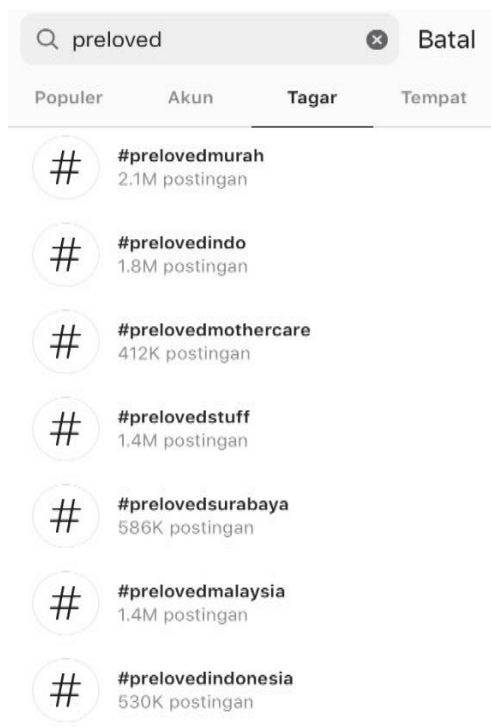 preloved Batal
Populer Akun Tagar Tempat
#prelovedmurah
2.1M postingan
#prelovedindo
1.8M postingan
#prelovedmothercare
412K postingan
#prelovedstuff
1.4M postingan
#prelovedsurabaya
586K postingan
#prelovedmalaysia
1.4M postingan
#prelovedindonesia
530K postingan